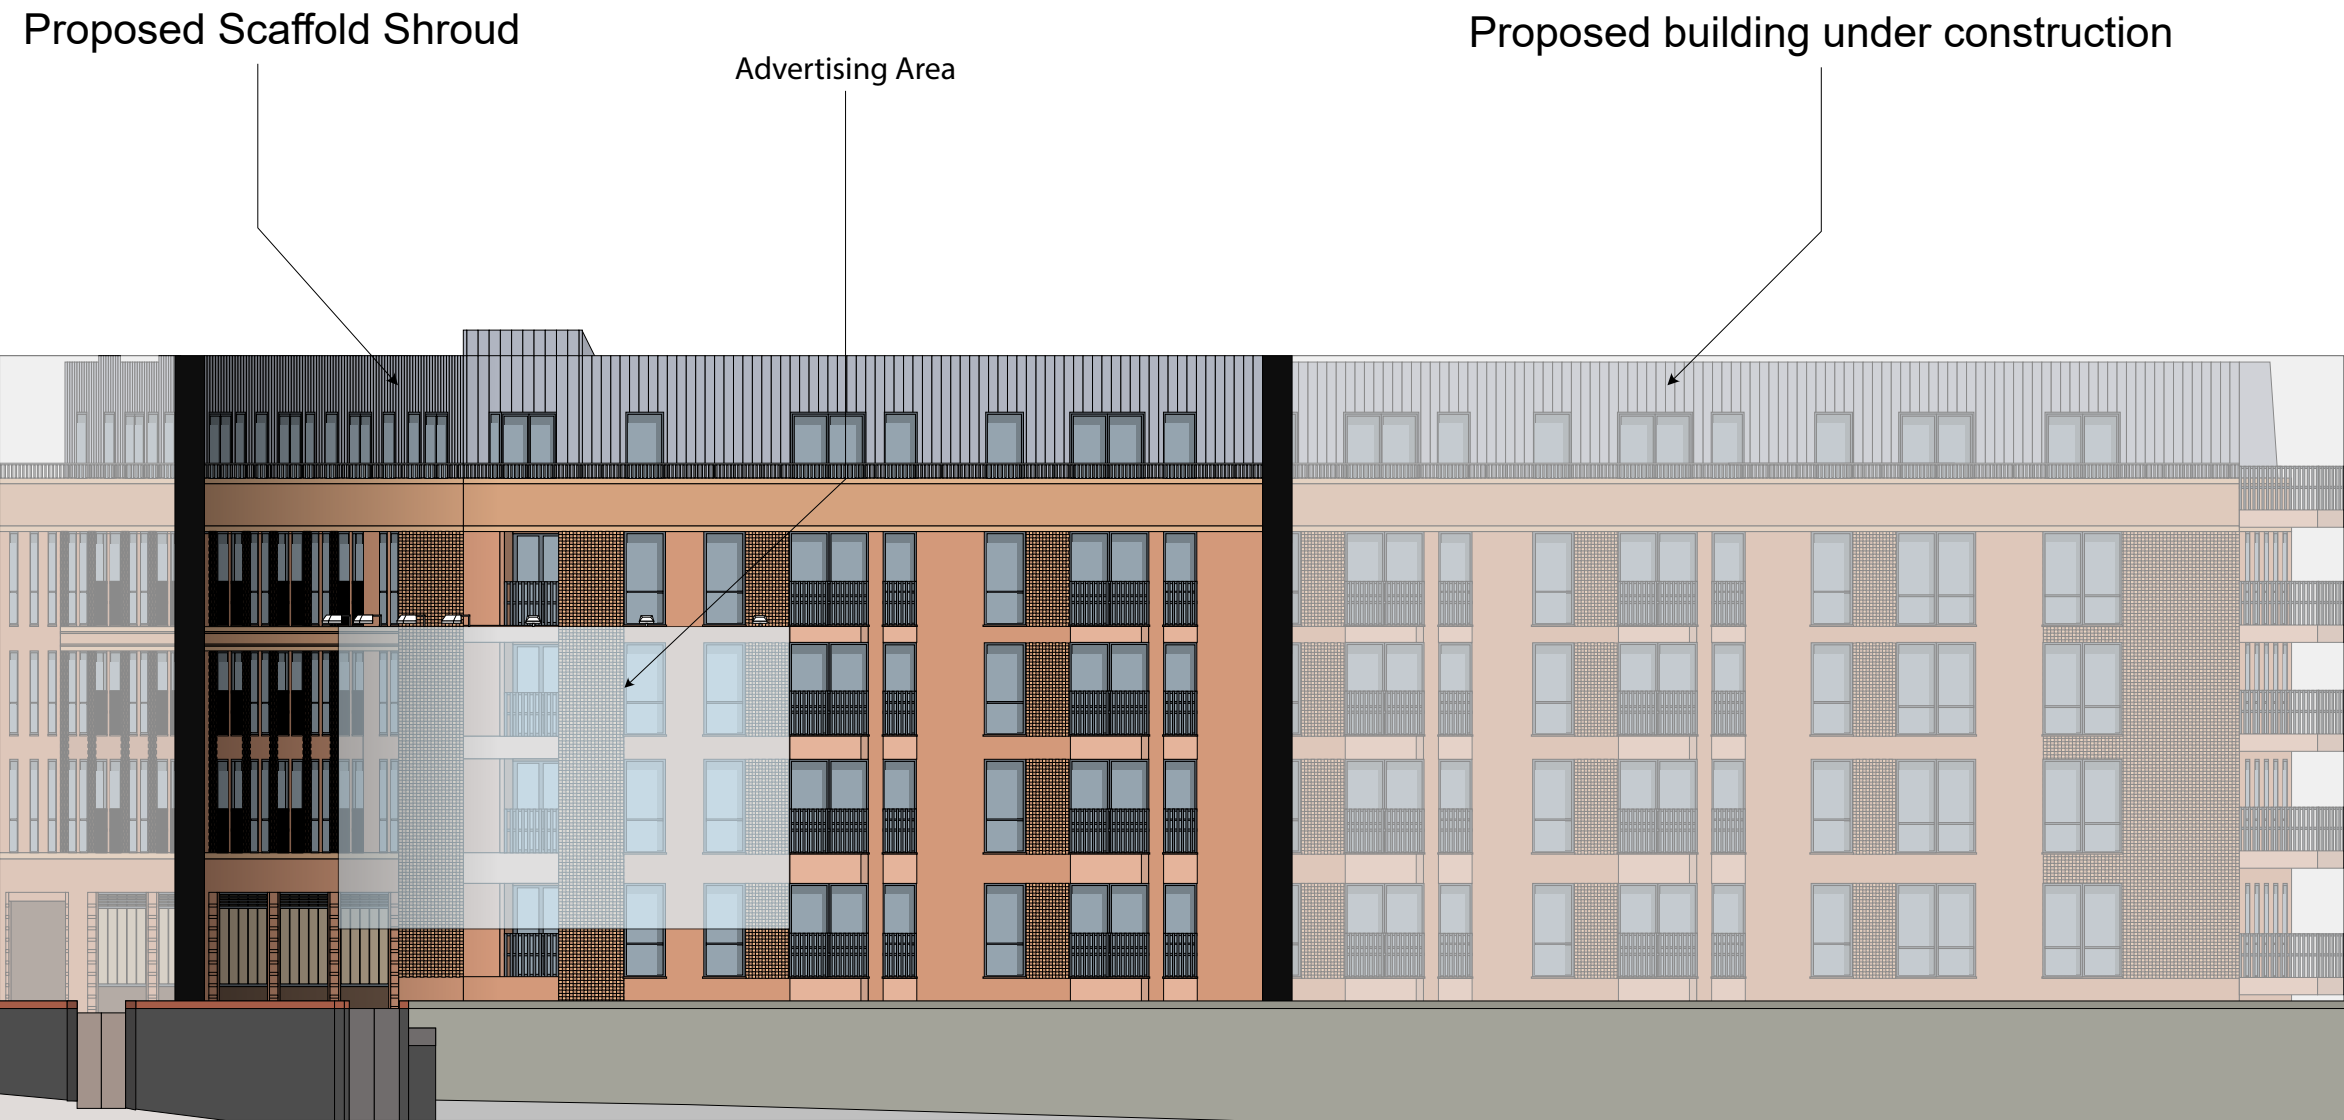 Proposed Scaffold Shroud
Proposed building under construction
Advertising Area